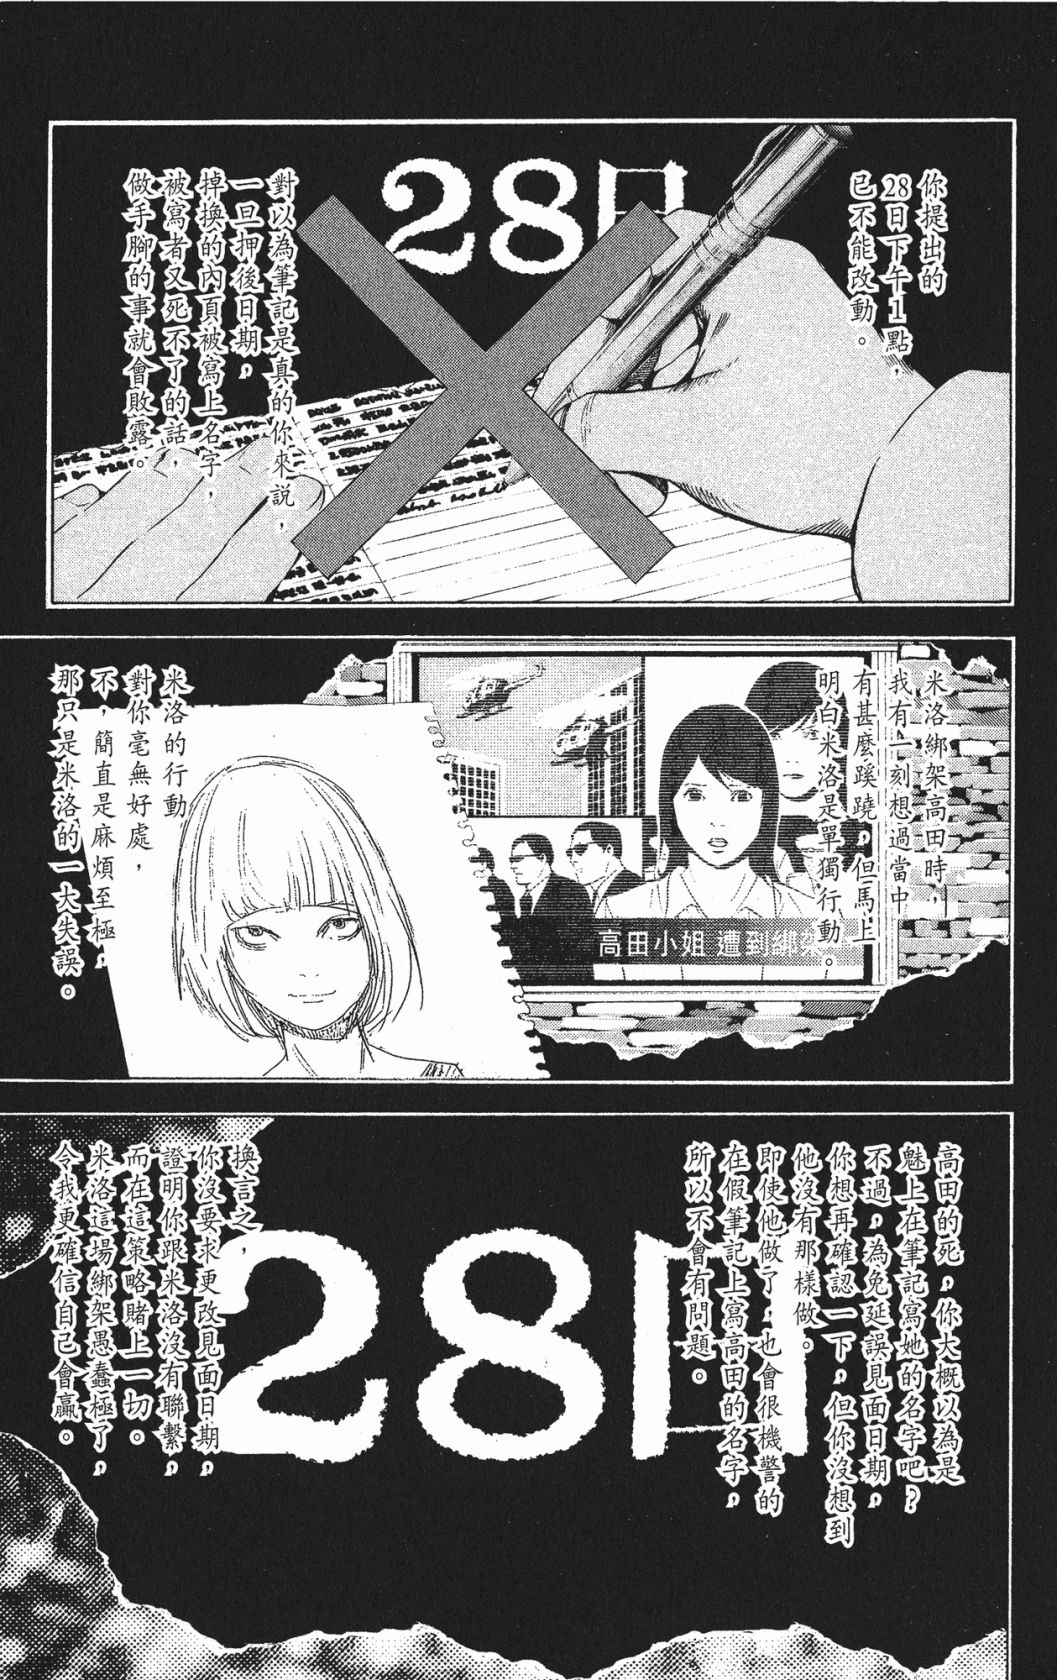 你提出的
28日下午1點,
已不能改動。
28日
對以為筆記是真的你來説,
一旦押後日期,
掉換的內頁被寫上名字,
被寫者又死不了的話,
做手腳的事就會敗露。
米洛綁架高田時,
我有一刻想過當中
有甚麼蹊蹺,但馬上
明白米洛是單獨行動。
高田小姐 遭到綁架
米洛的行動
對你毫無好處,
不,簡直是麻煩至極,
那只是米洛的一大失誤。
高田的死,你大概以為是
魅上在筆記寫她的名字吧?
不過,為免延誤見面日期,
你想再確認一下,但你沒想到
他沒有那樣做。
即使他做了,也會很機警的
在假筆記上寫高田的名字,
所以不會有問題。
28日
換言之,
你沒要求更改見面日期,
證明你跟米洛沒有聯繫,
而在這策略賭上一切。
米洛這場綁架愚蠢極了,
令我更確信自己會贏。